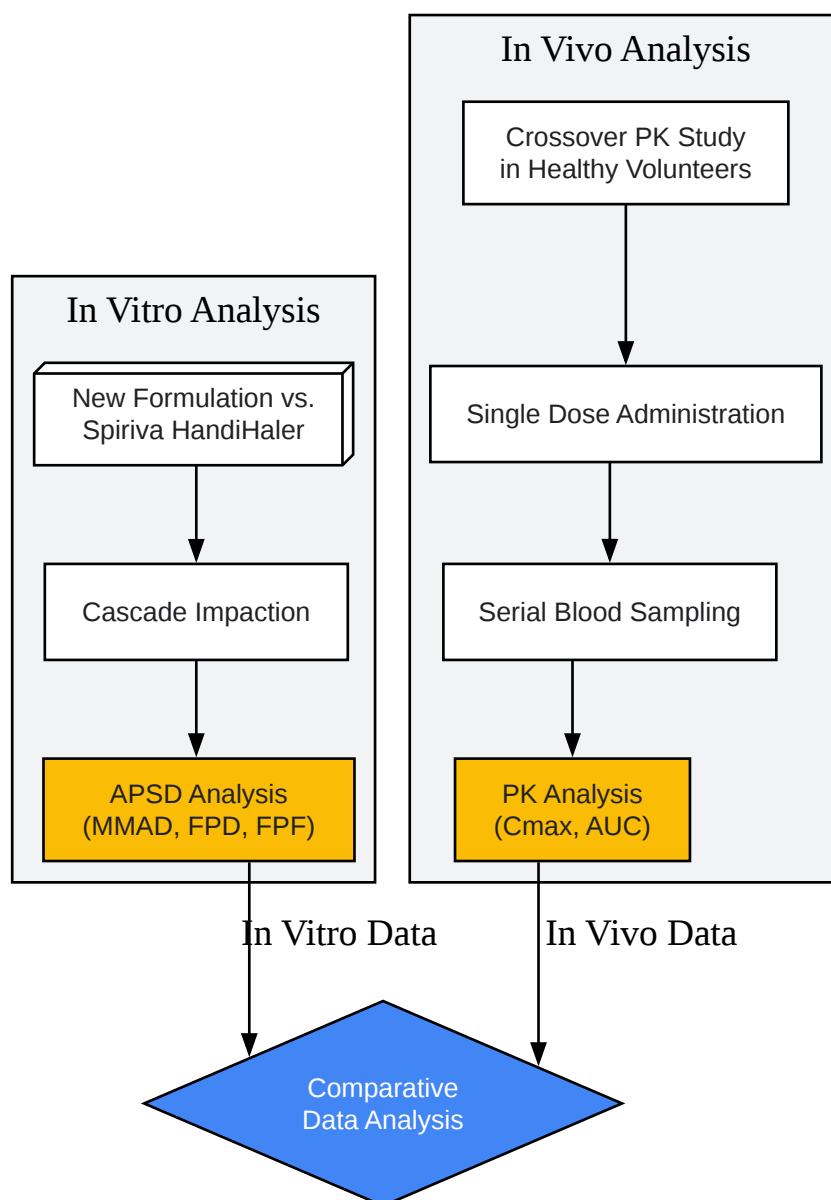 In Vitro Analysis
New Formulation vs.
Spiriva HandiHaler
Cascade Impaction
APSD Analysis
(MMAD, FPD, FPF)
In Vivo Analysis
Crossover PK Study
in Healthy Volunteers
Single Dose Administration
Serial Blood Sampling
PK Analysis
(Cmax, AUC)
In Vitro Data
In Vivo Data
Comparative
Data Analysis